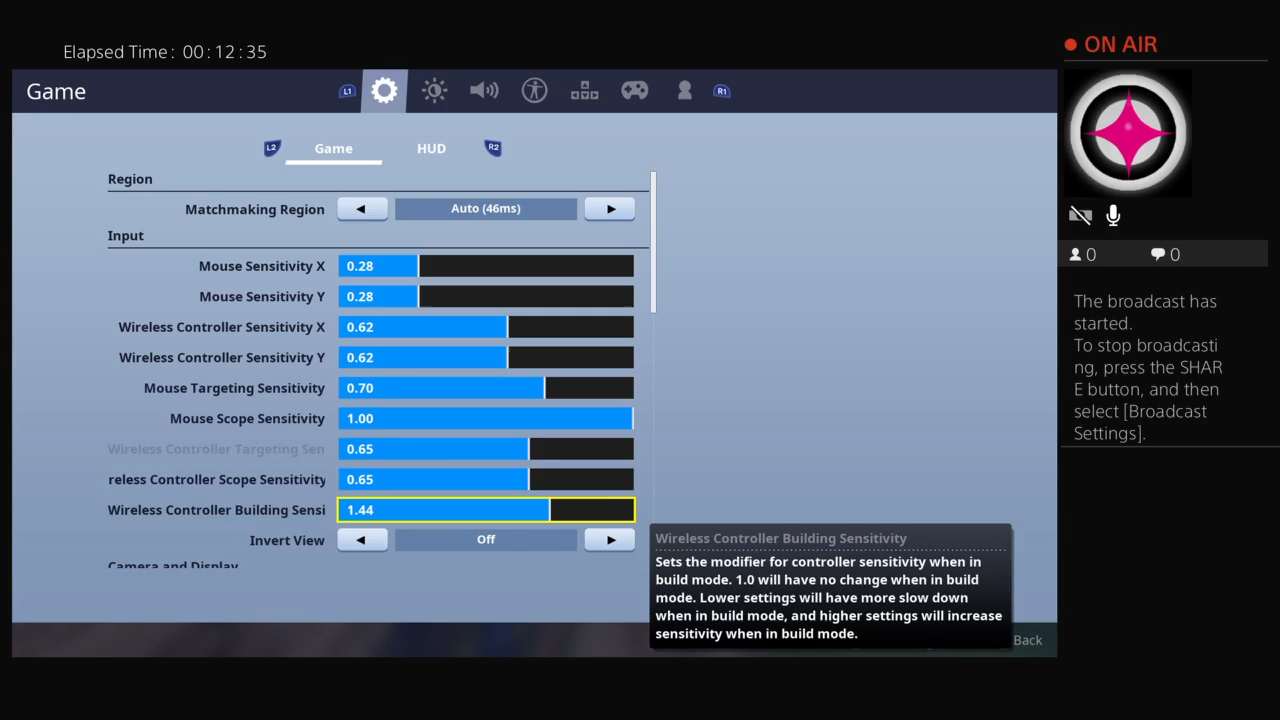 Elapsed Time: 00:12:35
ON AIR
Game
L1
R1
L2
Game
HUD
R2
Region
Matchmaking Region
Auto (46ms)
Input
Mouse Sensitivity X 0.28
Mouse Sensitivity Y 0.28
Wireless Controller Sensitivity X 0.62
Wireless Controller Sensitivity Y 0.62
Mouse Targeting Sensitivity 0.70
Mouse Scope Sensitivity 1.00
Wireless Controller Targeting Sen 0.65
reless Controller Scope Sensitivity 0.65
Wireless Controller Building Sensi 1.44
Invert View Off
Camera and Display
Wireless Controller Building Sensitivity
Sets the modifier for controller sensitivity when in
build mode. 1.0 will have no change when in build
mode. Lower settings will have more slow down
when in build mode, and higher settings will increase
sensitivity when in build mode.
Back
0
0
The broadcast has
started.
To stop broadcasti
ng, press the SHAR
E button, and then
select [Broadcast
Settings].